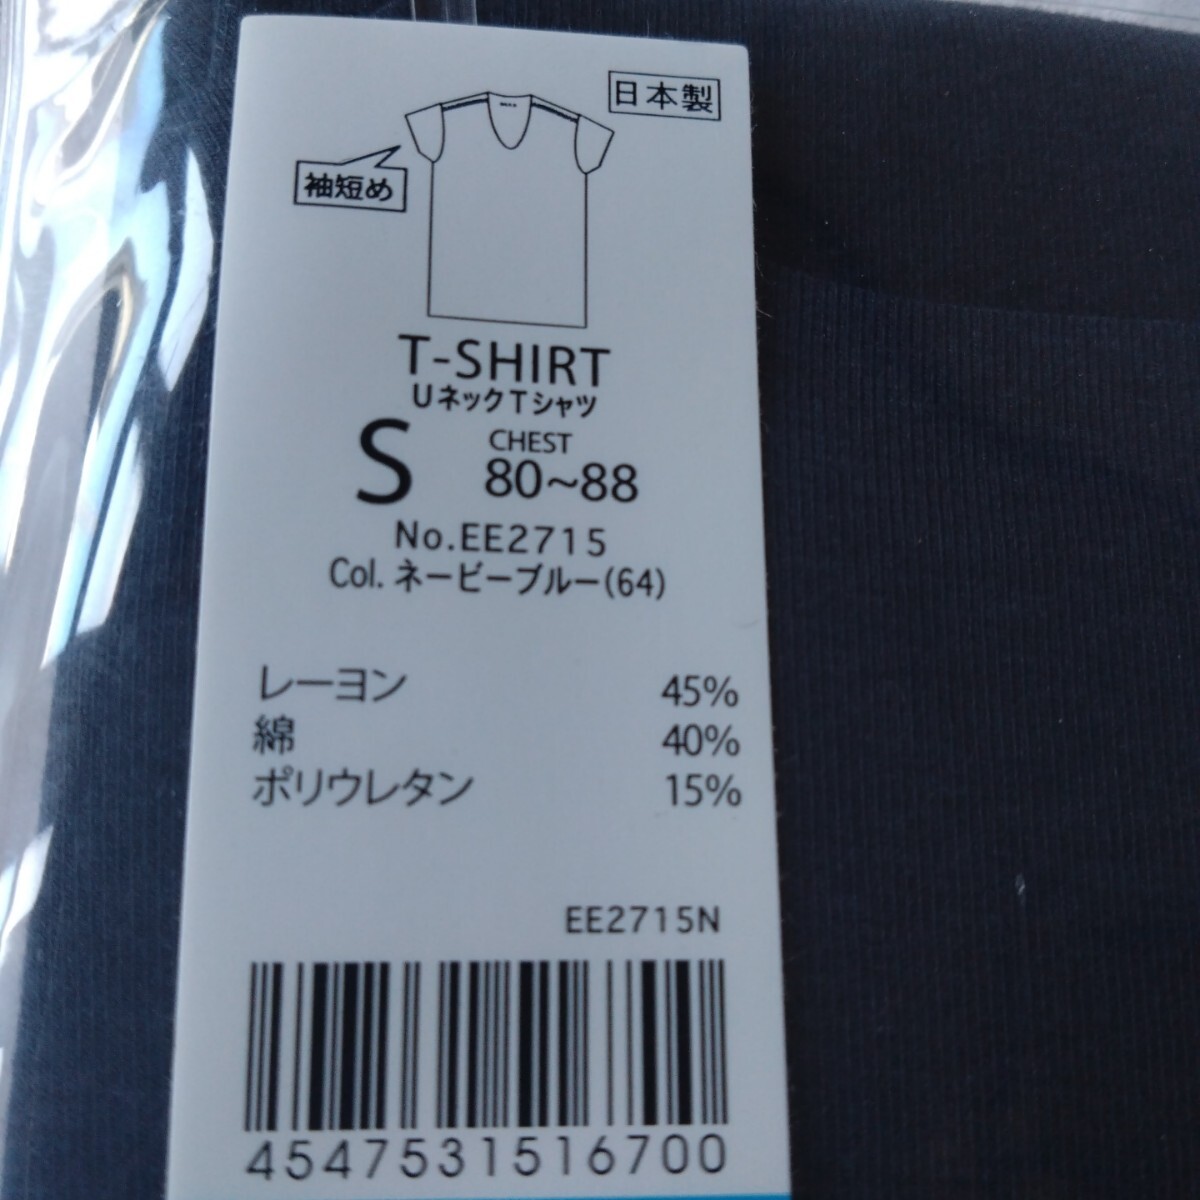 日本製
袖短め
T-SHIRT
UネックTシャツ
S
CHEST
80~88
No.EE2715
Col. ネービーブルー(64)
レーヨン 45%
綿 40%
ポリウレタン 15%
EE2715N
4547531516700